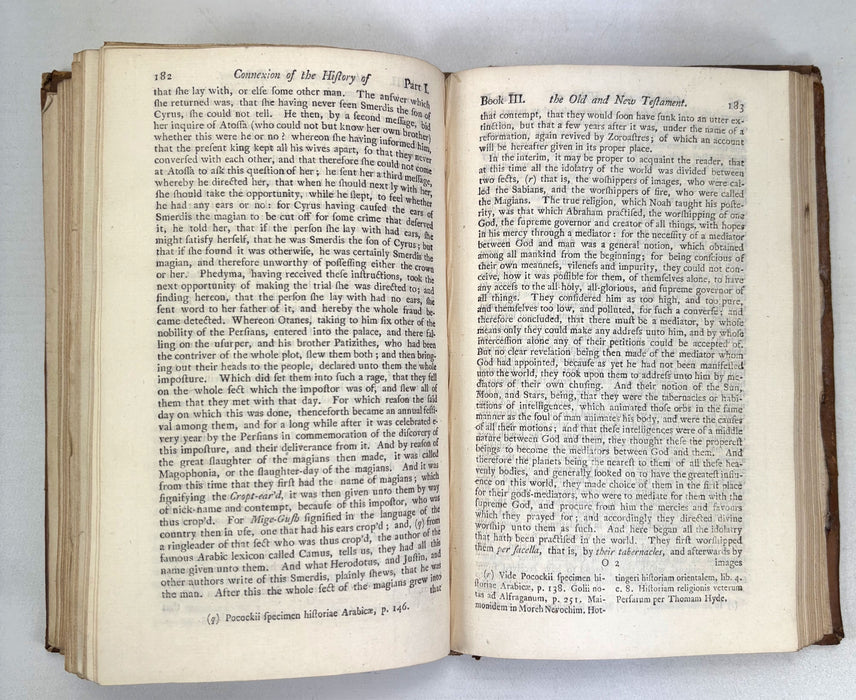 182 Connexion of the Hiſtory of Part I.
that ſhe lay with, or elſe ſome other man. The anſwer which
ſhe returned was, that ſhe having never ſeen Smerdis the ſon of
Cyrus, ſhe could not tell. He then, by a ſecond meſſage, bid
her inquire of Atoſſa (who could not but know her own brother)
whether this were he or no? whereon ſhe having informed him,
that the preſent king kept all his wives apart, ſo that they never
converſed with each other, and that therefore ſhe could not come
at Atoſſa to aſk this queſtion of her; he ſent her a third meſſage,
whereby he directed her, that when he ſhould next ly with her,
ſhe ſhould take the opportunity, while he ſlept, to feel whether
he had any ears or no: for Cyrus having cauſed the ears of
Smerdis the magian to be cut off for ſome crime that deſerved
it, he told her, that if the perſon ſhe lay with had ears, ſhe
might ſatisfy herſelf, that he was Smerdis the ſon of Cyrus; but
that if ſhe found it was otherwiſe, he was certainly Smerdis the
magian, and therefore unworthy of poſſeſſing either the crown
or her. Phedyma, having received theſe inſtructions, took the
next opportunity of making the trial ſhe was directed to; and
finding hereon, that the perſon ſhe lay with had no ears, ſhe
ſent word to her father of it, and hereby the whole fraud be-
came detected. Whereon Otanes, taking to him ſix other of the
nobility of the Perſians, entered into the palace, and there fal-
ling on the uſurper, and his brother Patizithes, who had been
the contriver of the whole plot, ſlew them both; and then bring-
ing out their heads to the people, declared unto them the whole
impoſture. Which did ſet them into ſuch a rage, that they fell
on the whole ſect which the impoſtor was of, and ſlew all of
them that they met with that day. For which reaſon the ſaid
day on which this was done, thenceforth became an annual feſti-
val among them, and for a long while after it was celebrated e-
very year by the Perſians in commemoration of the diſcovery of
this impoſture, and their deliverance from it. And by reaſon of
the great ſlaughter of the magians then made, it was called
Magophonia, or the ſlaughter-day of the magians. And it was
from this time that they firſt had the name of magians; which
ſignifying the Cropt-ear'd, it was then given unto them by way
of nick-name and contempt, becauſe of this impoſtor, who was
thus crop'd. For Mige-Guſh ſignified in the language of the
country then in uſe, one that had his ears crop'd; and, (q) from
a ringleader of that ſect who was thus crop'd, the author of the
famous Arabic lexicon called Camus, tells us, they had all this
name given unto them. And what Herodotus, and Juſtin, and
other authors write of this Smerdis, plainly ſhews, that he was
the man. After this the whole ſect of the magians grew into
that
(q) Pocockii ſpecimen hiſtoriae Arabicæ, p. 146.
Book III. the Old and New Teſtament. 183
that contempt, that they would ſoon have ſunk into an utter ex-
tinction, but that a few years after it was, under the name of a
reformation, again revived by Zoroaſtres; of which an account
will be hereafter given in its proper place.
In the interim, it may be proper to acquaint the reader, that
at this time all the idolatry of the world was divided between
two ſects, (r) that is, the worſhippers of images, who were cal-
led the Sabians, and the worſhippers of fire, who were called
the Magians. The true religion, which Noah taught his poſte-
rity, was that which Abraham practiſed, the worſhipping of one
God, the ſupreme governor and creator of all things, with hopes
in his mercy through a mediator: for the neceſſity of a mediator
between God and man was a general notion, which obtained
among all mankind from the beginning; for being conſcious of
their own meanneſs, vileneſs and impurity, they could not con-
ceive, how it was poſſible for them, of themſelves alone, to have
any acceſs to the all-holy, all-glorious, and ſupreme governor of
all things. They conſidered him as too high, and too pure,
and themſelves too low, and polluted, for ſuch a converſe; and
therefore concluded, that there muſt be a mediator, by whoſe
means only they could make any addreſs unto him, and by whoſe
interceſſion alone any of their petitions could be accepted of.
But no clear revelation being then made of the mediator whom
God had appointed, becauſe as yet he had not been manifeſted
unto the world, they took upon them to addreſs unto him by me-
diators of their own chuſing. And their notion of the Sun,
Moon, and Stars, being, that they were the tabernacles or habi-
tations of intelligences, which animated thoſe orbs in the ſame
manner as the ſoul of man animates his body, and were the cauſes
of all their motions; and that theſe intelligences were of a middle
nature between God and them, they thought theſe the propereſt
beings to become the mediators between God and them. And
therefore the planets being the neareſt to them of all theſe hea-
venly bodies, and generally looked on to have the greateſt influ-
ence on this world, they made choice of them in the firſt place
for their gods-mediators, who were to mediate for them with the
ſupreme God, and procure from him the mercies and favours
which they prayed for; and accordingly they directed divine
worſhip unto them as ſuch. And here began all the idolatry
that hath been practiſed in the world. They firſt worſhipped
them per ſacella, that is, by their tabernacles, and afterwards by
O 2 images
(r) Vide Pocockii ſpecimen hi-
ſtoriae Arabicæ, p. 138. Golii no-
tas ad Alfraganum, p. 251. Mai-
monidem in Moreh Nevochim. Hot-
tingeri hiſtoriam orientalem, lib. 4.
c. 8. Hiſtoriam religionis veterum
Perſarum per Thomam Hyde.